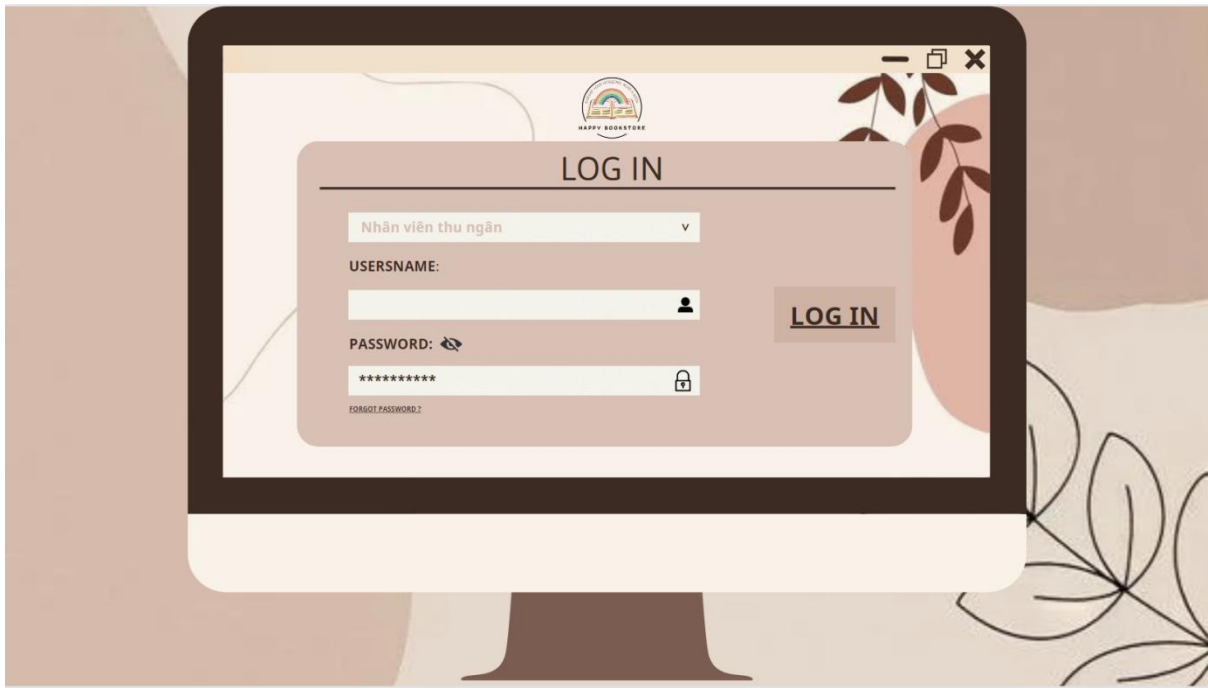 HAPPY BOOKSTORE
LOG IN
Nhân viên thu ngân
USERSNAME:
LOG IN
PASSWORD:
**********
FORGOT PASSWORD ?